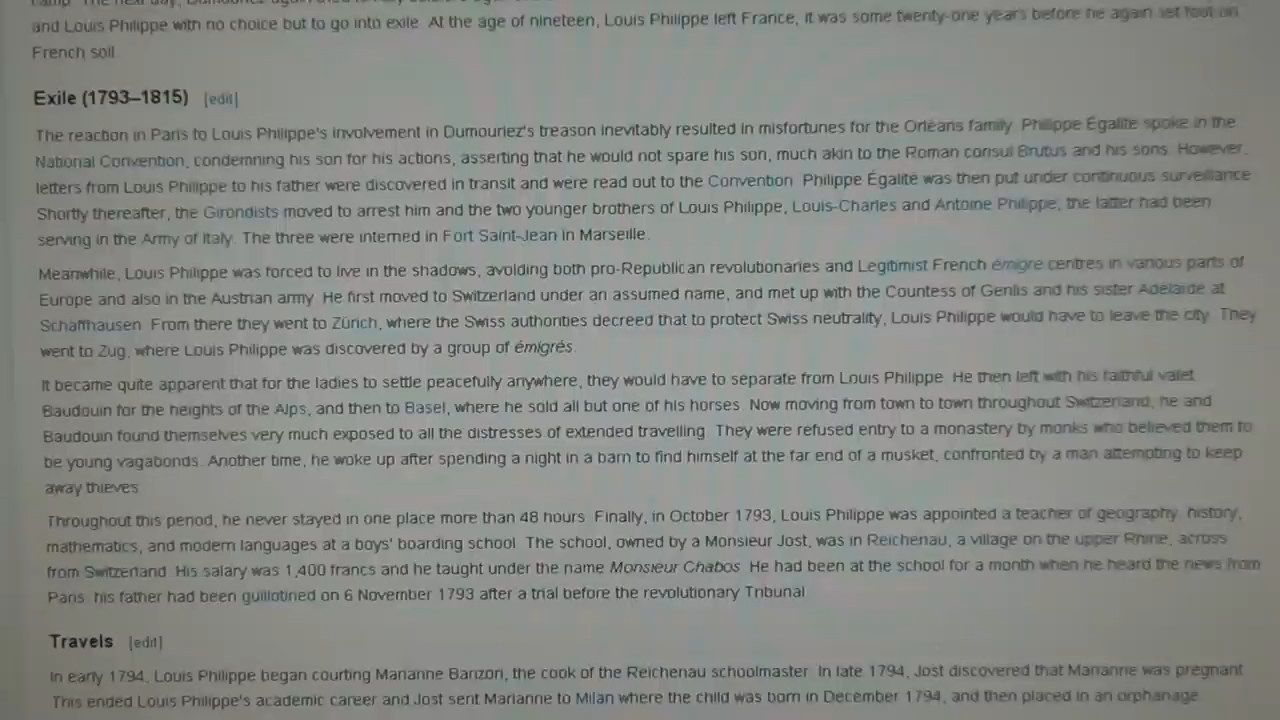 and Louis Philippe with no choice but to go into exile. At the age of nineteen, Louis Philippe left France, it was some twenty-one years before he again set foot on
French soil.
Exile (1793–1815) [edit]
The reaction in Paris to Louis Philippe's involvement in Dumouriez's treason inevitably resulted in misfortunes for the Orléans family. Philippe Égalité spoke in the
National Convention, condemning his son for his actions, asserting that he would not spare his son, much akin to the Roman consul Brutus and his sons. However,
letters from Louis Philippe to his father were discovered in transit and were read out to the Convention. Philippe Égalité was then put under continuous surveillance.
Shortly thereafter, the Girondists moved to arrest him and the two younger brothers of Louis Philippe, Louis-Charles and Antoine Philippe; the latter had been
serving in the Army of Italy. The three were interned in Fort Saint-Jean in Marseille.
Meanwhile, Louis Philippe was forced to live in the shadows, avoiding both pro-Republican revolutionaries and Legitimist French émigré centres in various parts of
Europe and also in the Austrian army. He first moved to Switzerland under an assumed name, and met up with the Countess of Genlis and his sister Adelaide at
Schaffhausen. From there they went to Zürich, where the Swiss authorities decreed that to protect Swiss neutrality, Louis Philippe would have to leave the city. They
went to Zug, where Louis Philippe was discovered by a group of émigrés.
It became quite apparent that for the ladies to settle peacefully anywhere, they would have to separate from Louis Philippe. He then left with his faithful valet
Baudouin for the heights of the Alps, and then to Basel, where he sold all but one of his horses. Now moving from town to town throughout Switzerland, he and
Baudouin found themselves very much exposed to all the distresses of extended travelling. They were refused entry to a monastery by monks who believed them to
be young vagabonds. Another time, he woke up after spending a night in a barn to find himself at the far end of a musket, confronted by a man attempting to keep
away thieves.
Throughout this period, he never stayed in one place more than 48 hours. Finally, in October 1793, Louis Philippe was appointed a teacher of geography, history,
mathematics, and modern languages at a boys' boarding school. The school, owned by a Monsieur Jost, was in Reichenau, a village on the upper Rhine, across
from Switzerland. His salary was 1,400 francs and he taught under the name Monsieur Chabos. He had been at the school for a month when he heard the news from
Paris: his father had been guillotined on 6 November 1793 after a trial before the revolutionary Tribunal.
Travels [edit]
In early 1794, Louis Philippe began courting Marianne Banzori, the cook of the Reichenau schoolmaster. In late 1794, Jost discovered that Marianne was pregnant.
This ended Louis Philippe's academic career and Jost sent Marianne to Milan where the child was born in December 1794, and then placed in an orphanage.